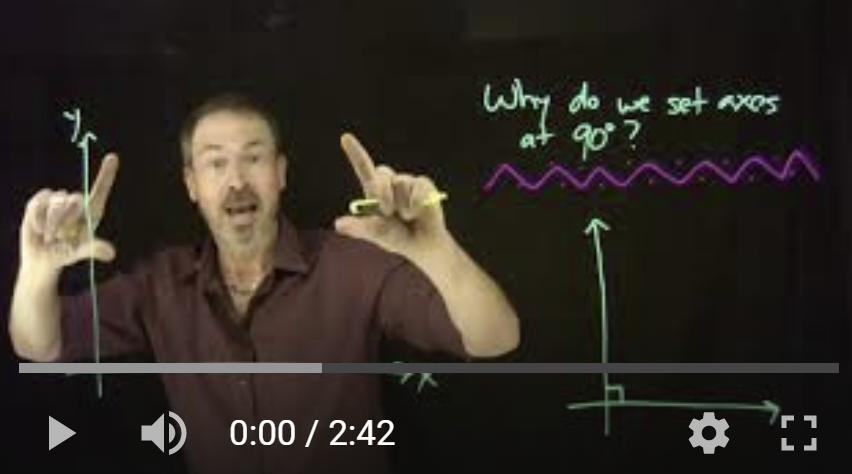 y
Why do we set axes
at 90°?
x
0:00 / 2:42